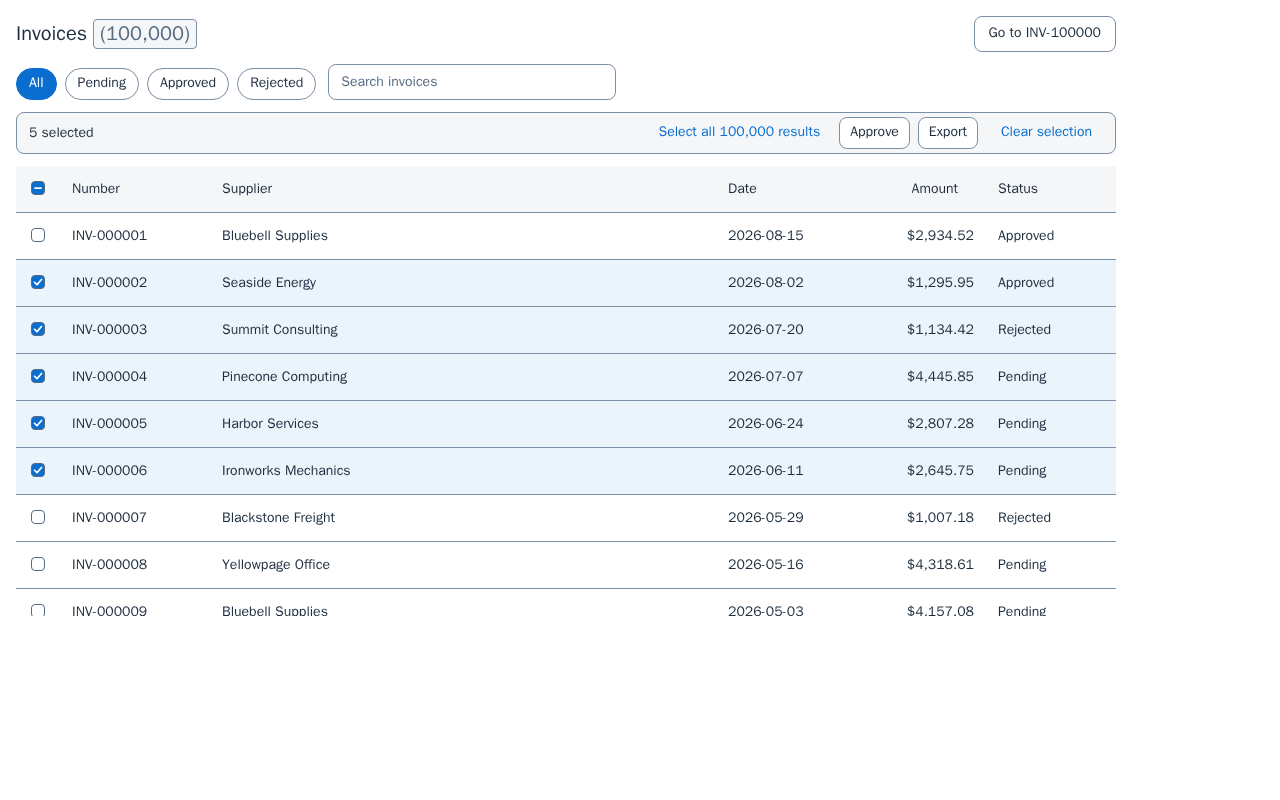 Invoices (100,000) Go to INV-100000
All Pending Approved Rejected Search invoices
5 selected Select all 100,000 results Approve Export Clear selection
Number Supplier Date Amount Status
INV-000001 Bluebell Supplies 2026-08-15 $2,934.52 Approved
INV-000002 Seaside Energy 2026-08-02 $1,295.95 Approved
INV-000003 Summit Consulting 2026-07-20 $1,134.42 Rejected
INV-000004 Pinecone Computing 2026-07-07 $4,445.85 Pending
INV-000005 Harbor Services 2026-06-24 $2,807.28 Pending
INV-000006 Ironworks Mechanics 2026-06-11 $2,645.75 Pending
INV-000007 Blackstone Freight 2026-05-29 $1,007.18 Rejected
INV-000008 Yellowpage Office 2026-05-16 $4,318.61 Pending
INV-000009 Bluebell Supplies 2026-05-03 $4,157.08 Pending